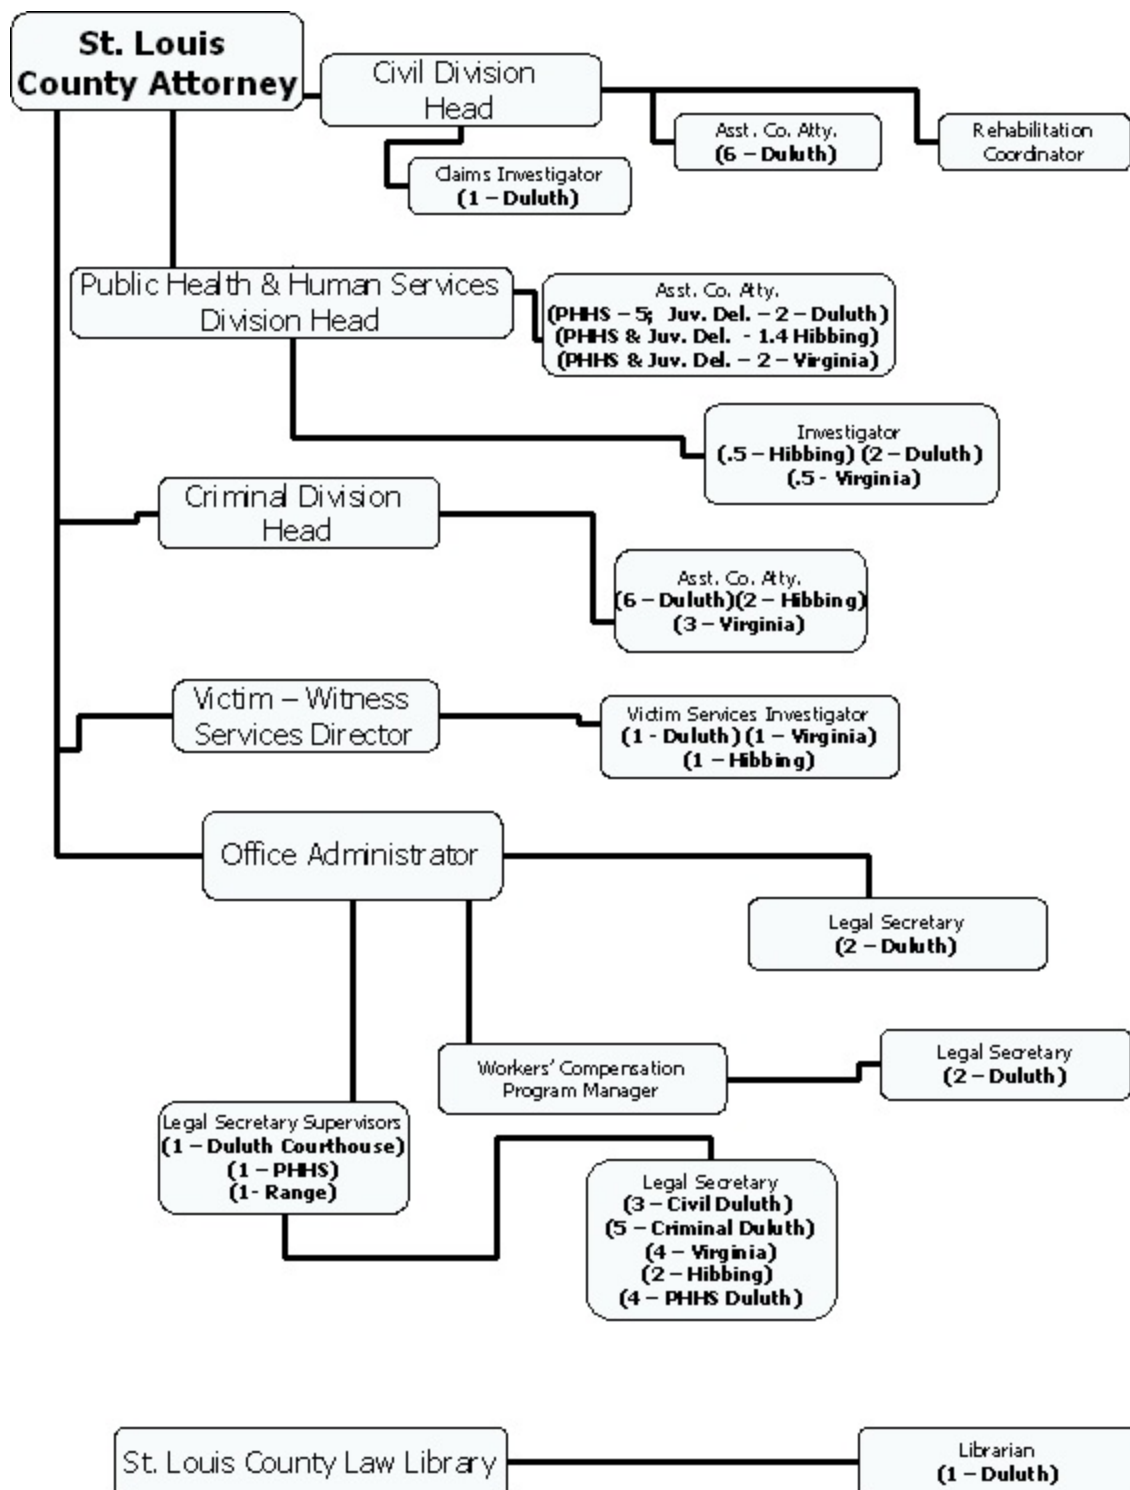 St. Louis
County Attorney
Civil Division
Head
Asst. Co. Atty.
(6 – Duluth)
Rehabilitation
Coordinator
Claims Investigator
(1 – Duluth)
Public Health & Human Services
Division Head
Asst. Co. Atty.
(PHHS – 5; Juv. Del. – 2 – Duluth)
(PHHS & Juv. Del. - 1.4 Hibbing)
(PHHS & Juv. Del. – 2 – Virginia)
Investigator
(.5 – Hibbing) (2 – Duluth)
(.5 - Virginia)
Criminal Division
Head
Asst. Co. Atty.
(6 – Duluth)(2 – Hibbing)
(3 – Virginia)
Victim – Witness
Services Director
Victim Services Investigator
(1 - Duluth) (1 – Virginia)
(1 – Hibbing)
Office Administrator
Legal Secretary
(2 – Duluth)
Workers' Compensation
Program Manager
Legal Secretary
(2 – Duluth)
Legal Secretary Supervisors
(1 – Duluth Courthouse)
(1 – PHHS)
(1- Range)
Legal Secretary
(3 – Civil Duluth)
(5 – Criminal Duluth)
(4 – Virginia)
(2 – Hibbing)
(4 – PHHS Duluth)
St. Louis County Law Library
Librarian
(1 – Duluth)